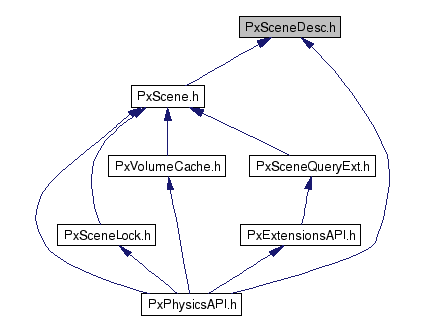 PxSceneDesc.h
PxScene.h
PxVolumeCache.h
PxSceneQueryExt.h
PxSceneLock.h
PxExtensionsAPI.h
PxPhysicsAPI.h